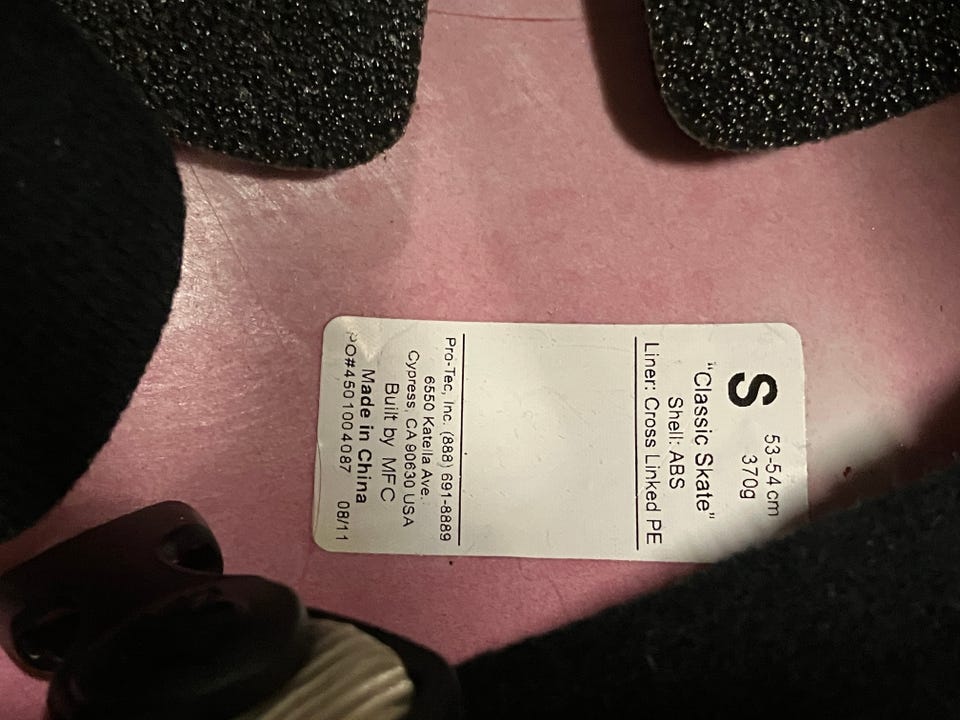 S 53-54 cm
370g
"Classic Skate"
Shell: ABS
Liner: Cross Linked PE
Pro-Tec, Inc. (888) 691-8889
6550 Katella Ave.
Cypress, CA 90630 USA
Built by MFC
Made in China
PO#4501004087 08/11